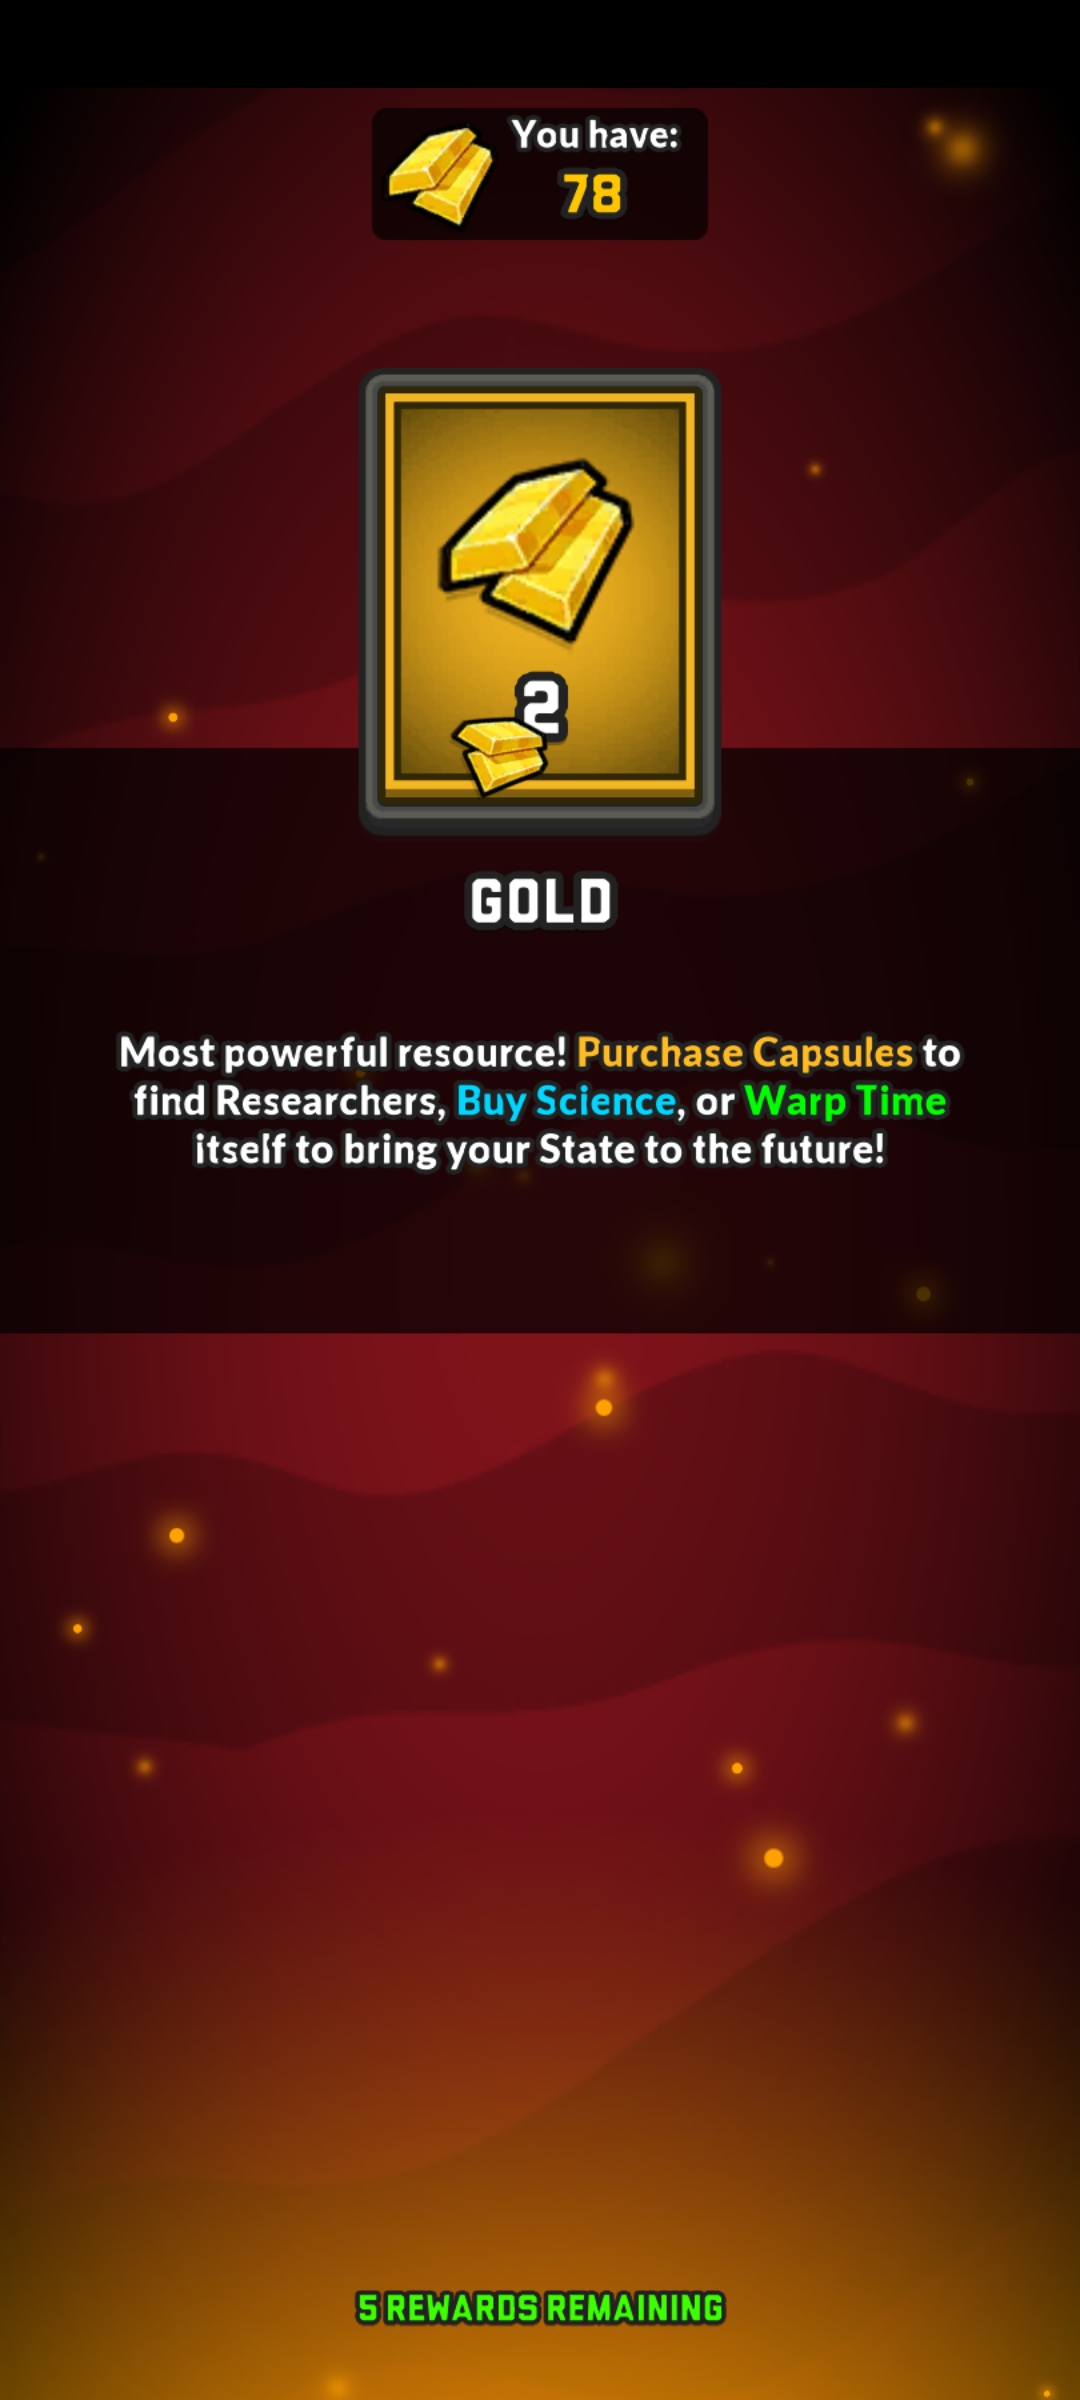 You have:
78
2
GOLD
Most powerful resource! Purchase Capsules to
find Researchers, Buy Science, or Warp Time
itself to bring your State to the future!
5 REWARDS REMAINING